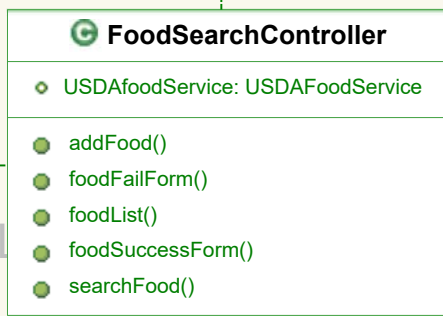 C FoodSearchController
USDAfoodService: USDAFoodService
addFood()
foodFailForm()
foodList()
foodSuccessForm()
searchFood()